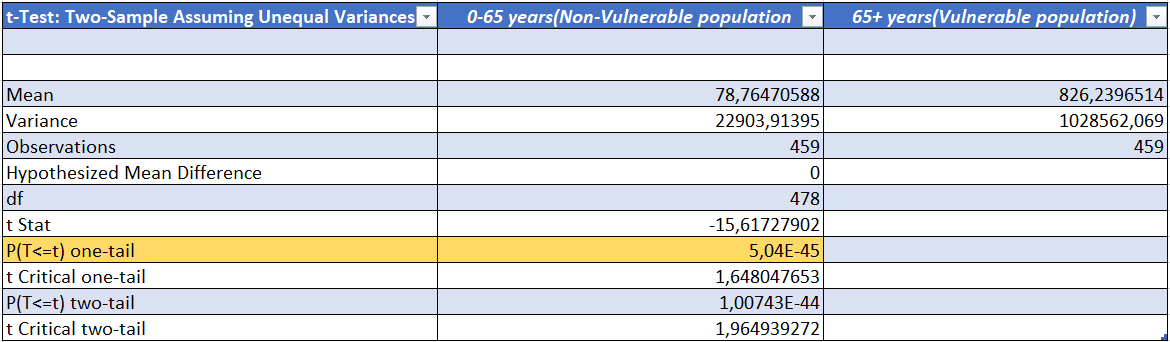 t-Test: Two-Sample Assuming Unequal Variances 0-65 years(Non-Vulnerable population 65+ years(Vulnerable population)
Mean 78,76470588 826,2396514
Variance 22903,91395 1028562,069
Observations 459 459
Hypothesized Mean Difference 0
df 478
t Stat -15,61727902
P(T<=t) one-tail 5,04E-45
t Critical one-tail 1,648047653
P(T<=t) two-tail 1,00743E-44
t Critical two-tail 1,964939272